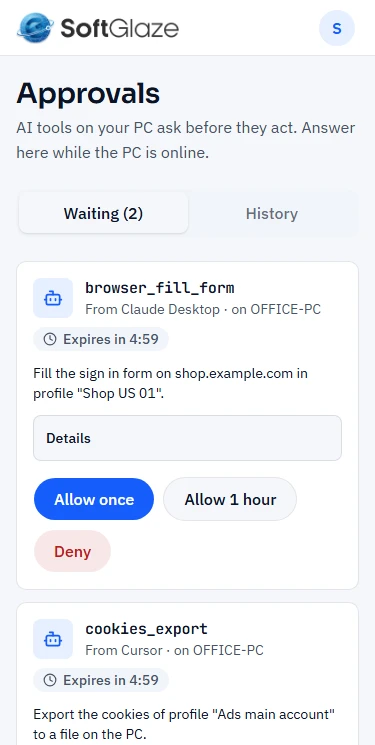 SoftGlaze
S
Approvals
AI tools on your PC ask before they act. Answer
here while the PC is online.
Waiting (2)
History
browser_fill_form
From Claude Desktop · on OFFICE-PC
Expires in 4:59
Fill the sign in form on shop.example.com in
profile "Shop US 01".
Details
Allow once
Allow 1 hour
Deny
cookies_export
From Cursor · on OFFICE-PC
Expires in 4:59
Export the cookies of profile "Ads main account"
to a file on the PC.